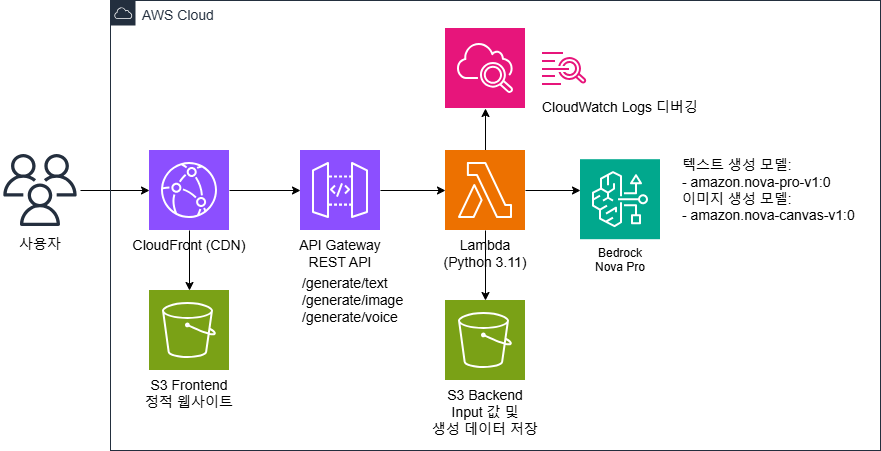 AWS Cloud
CloudWatch Logs 디버깅
사용자
CloudFront (CDN)
API Gateway
REST API
/generate/text
/generate/image
/generate/voice
Lambda
(Python 3.11)
Bedrock
Nova Pro
텍스트 생성 모델:
- amazon.nova-pro-v1:0
이미지 생성 모델:
- amazon.nova-canvas-v1:0
S3 Frontend
정적 웹사이트
S3 Backend
Input 값 및
생성 데이터 저장